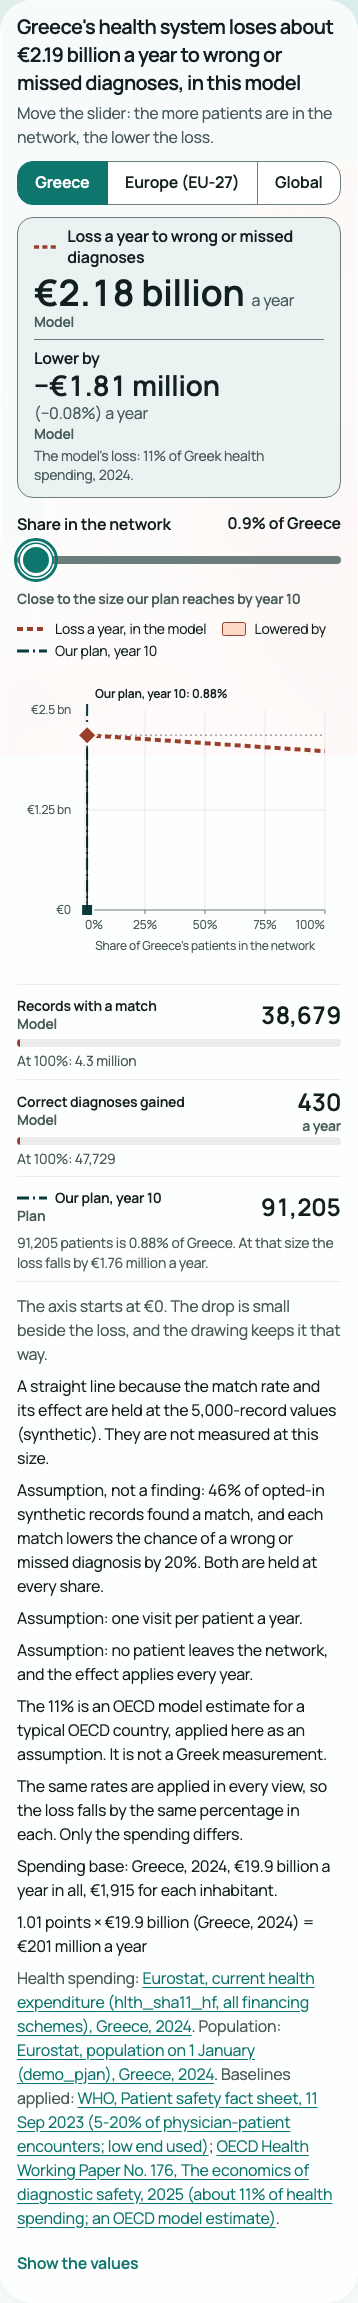 Greece's health system loses about
€2.19 billion a year to wrong or
missed diagnoses, in this model
Move the slider: the more patients are in the
network, the lower the loss.
Greece
Europe (EU-27)
Global
Loss a year to wrong or missed
diagnoses
€2.18 billion a year
Model
Lower by
−€1.81 million
(−0.08%) a year
Model
The model's loss: 11% of Greek health
spending, 2024.
Share in the network
0.9% of Greece
Close to the size our plan reaches by year 10
Loss a year, in the model
Lowered by
Our plan, year 10
Our plan, year 10: 0.88%
€2.5 bn
€1.25 bn
€0
0%
25%
50%
75%
100%
Share of Greece's patients in the network
Records with a match
38,679
Model
At 100%: 4.3 million
Correct diagnoses gained
430
Model
a year
At 100%: 47,729
Our plan, year 10
91,205
Plan
91,205 patients is 0.88% of Greece. At that size the
loss falls by €1.76 million a year.
The axis starts at €0. The drop is small
beside the loss, and the drawing keeps it that
way.
A straight line because the match rate and
its effect are held at the 5,000-record values
(synthetic). They are not measured at this
size.
Assumption, not a finding: 46% of opted-in
synthetic records found a match, and each
match lowers the chance of a wrong or
missed diagnosis by 20%. Both are held at
every share.
Assumption: one visit per patient a year.
Assumption: no patient leaves the network,
and the effect applies every year.
The 11% is an OECD model estimate for a
typical OECD country, applied here as an
assumption. It is not a Greek measurement.
The same rates are applied in every view, so
the loss falls by the same percentage in
each. Only the spending differs.
Spending base: Greece, 2024, €19.9 billion a
year in all, €1,915 for each inhabitant.
1.01 points × €19.9 billion (Greece, 2024) =
€201 million a year
Health spending: Eurostat, current health
expenditure (hlth_sha11_hf, all financing
schemes), Greece, 2024. Population:
Eurostat, population on 1 January
(demo_pjan), Greece, 2024. Baselines
applied: WHO, Patient safety fact sheet, 11
Sep 2023 (5-20% of physician-patient
encounters; low end used); OECD Health
Working Paper No. 176, The economics of
diagnostic safety, 2025 (about 11% of health
spending; an OECD model estimate).
Show the values